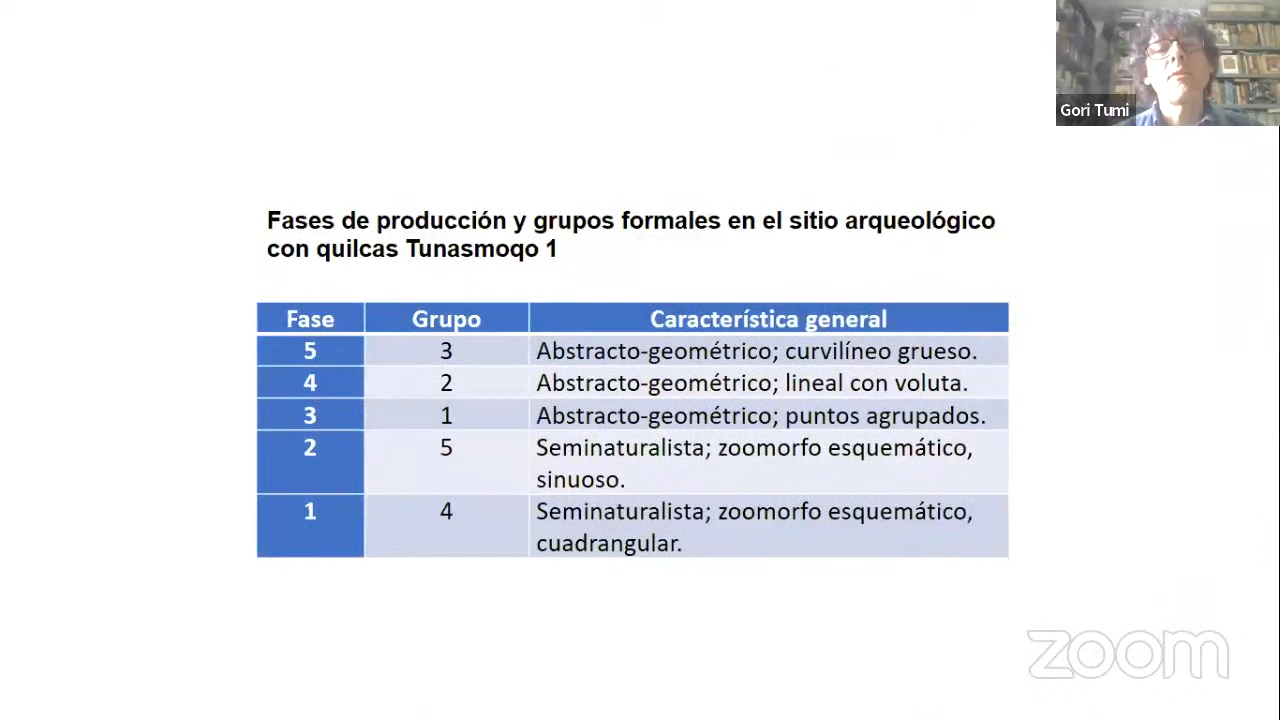 Gori Tumi
Fases de producción y grupos formales en el sitio arqueológico
con quilcas Tunasmoqo 1
Fase Grupo Característica general
5 3 Abstracto-geométrico; curvilíneo grueso.
4 2 Abstracto-geométrico; lineal con voluta.
3 1 Abstracto-geométrico; puntos agrupados.
2 5 Seminaturalista; zoomorfo esquemático,
sinuoso.
1 4 Seminaturalista; zoomorfo esquemático,
cuadrangular.
zoom